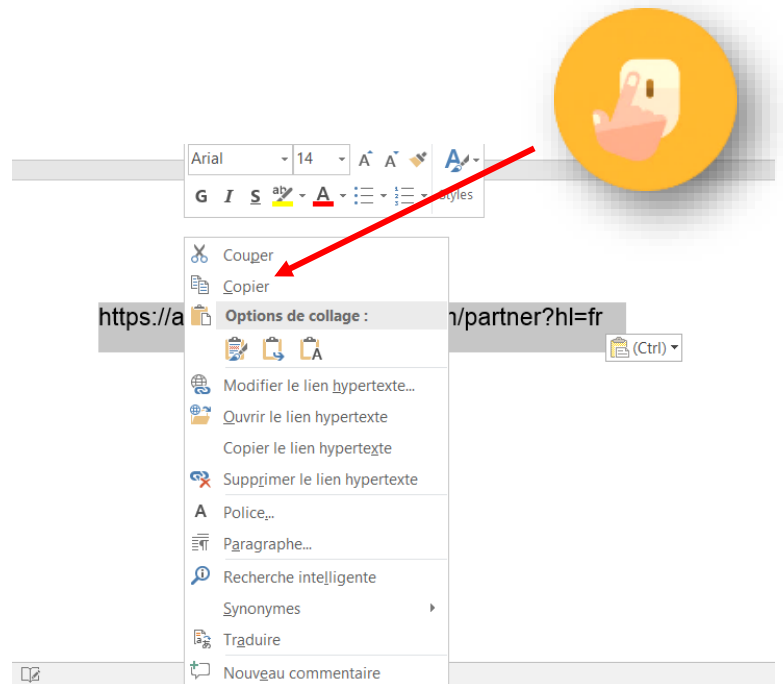 Arial 14 A A A
G I S ab A Styles
Couper
Copier
https://a
Options de collage :
n/partner?hl=fr
A
(Ctrl)
Modifier le lien hypertexte...
Ouvrir le lien hypertexte
Copier le lien hypertexte
Supprimer le lien hypertexte
A Police...
Paragraphe...
Recherche intelligente
Synonymes
Traduire
Nouveau commentaire